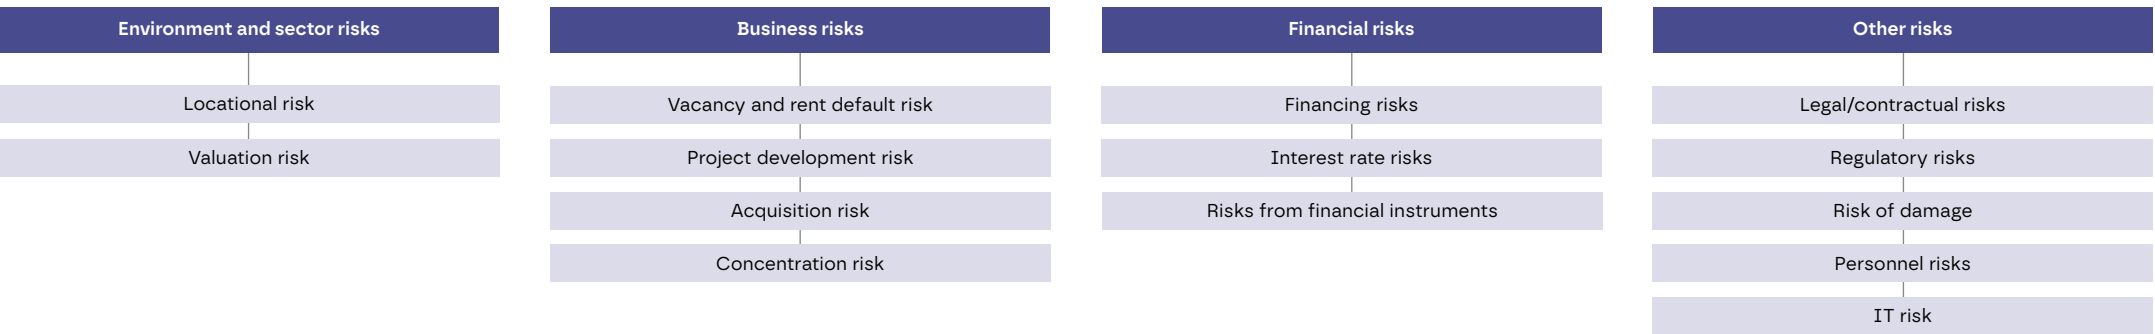 Environment and sector risks
Locational risk
Valuation risk
Business risks
Vacancy and rent default risk
Project development risk
Acquisition risk
Concentration risk
Financial risks
Financing risks
Interest rate risks
Risks from financial instruments
Other risks
Legal/contractual risks
Regulatory risks
Risk of damage
Personnel risks
IT risk